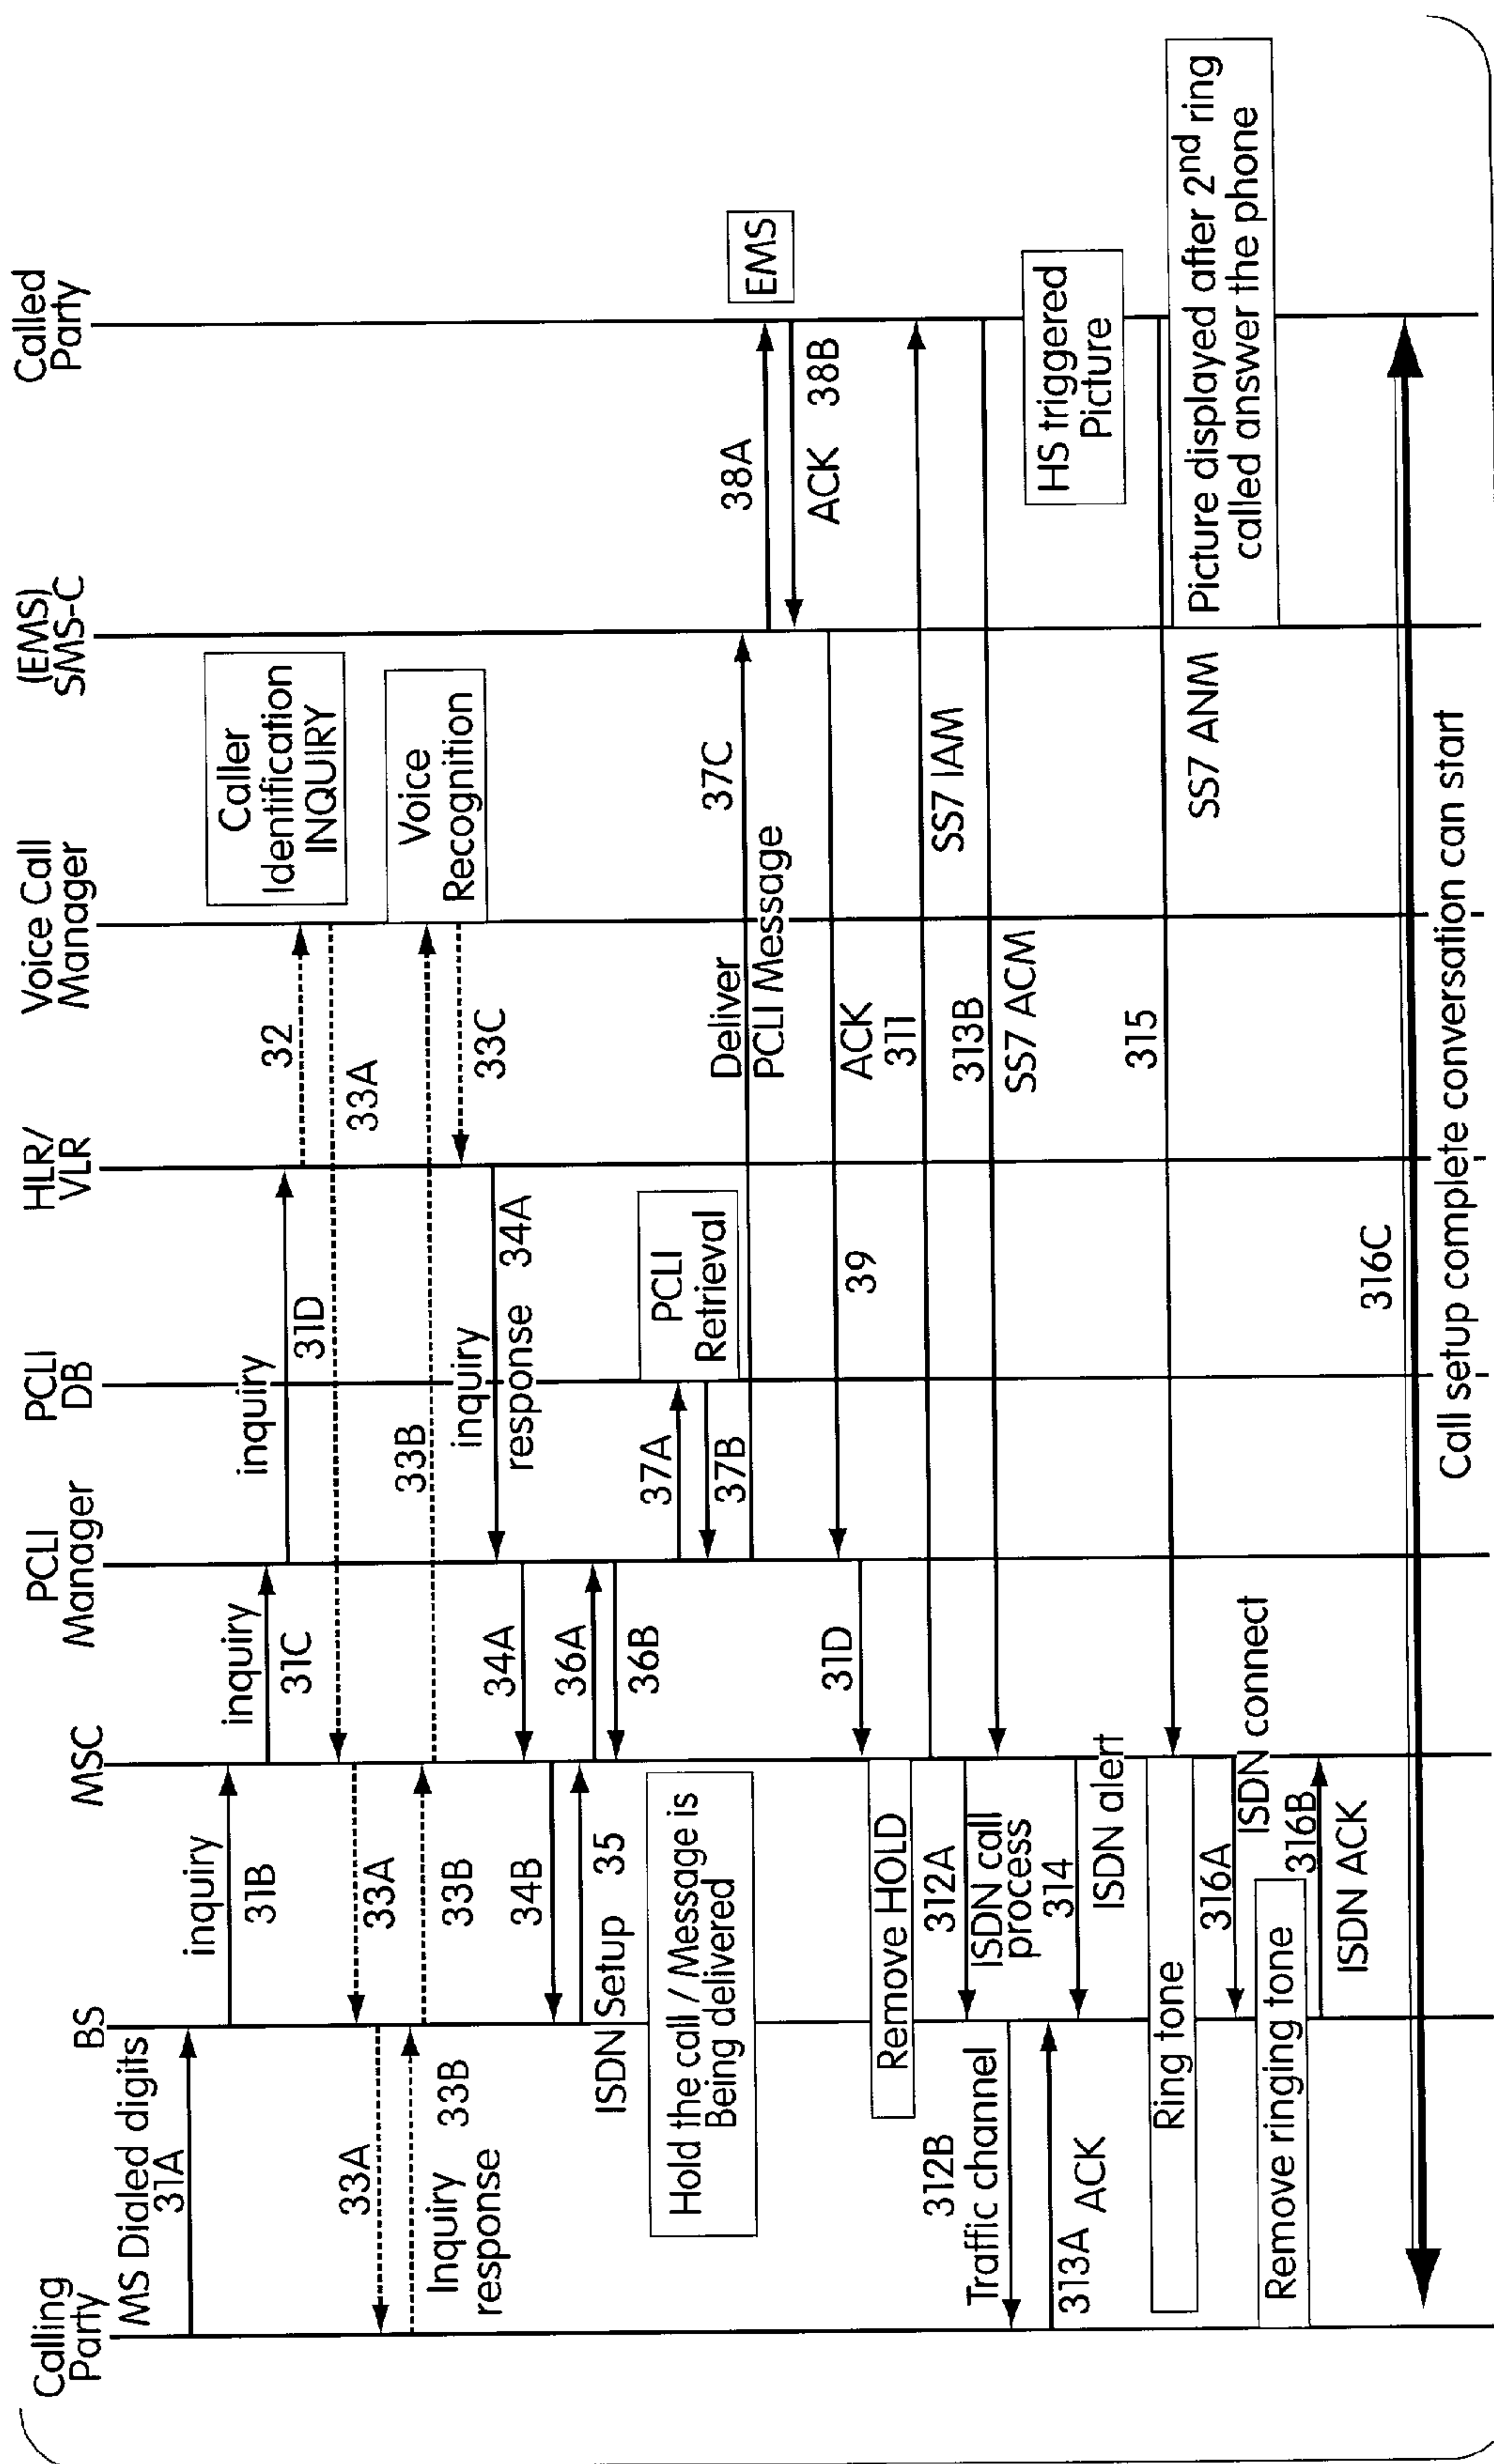 Calling
Party
BS
MSC
PCLI
Manager
PCLI
DB
HLR/
VLR
Voice Call
Manager
(EMS)
SMS-C
Called
Party
MS Dialed digits
31A
inquiry
31B
inquiry
31C
inquiry
31D
32
Caller
Identification
INQUIRY
33A
33A
33A
33B
Inquiry
response
33B
33B
Voice
Recognition
33C
inquiry
response 34A
34A
34B
ISDN Setup 35
36A
36B
Hold the call / Message is
Being delivered
PCLI
Retrieval
37A
37B
Deliver
PCLI Message
37C
38A
EMS
ACK 38B
ACK
39
31D
Remove HOLD
311
SS7 IAM
312A
ISDN call
process
312B
Traffic channel
313A ACK
313B
SS7 ACM
HS triggered
Picture
314
ISDN alert
Ring tone
315
SS7 ANM
Picture displayed after 2nd ring
called answer the phone
316A
ISDN connect
Remove ringing tone
316B
ISDN ACK
316C
Call setup complete conversation can start